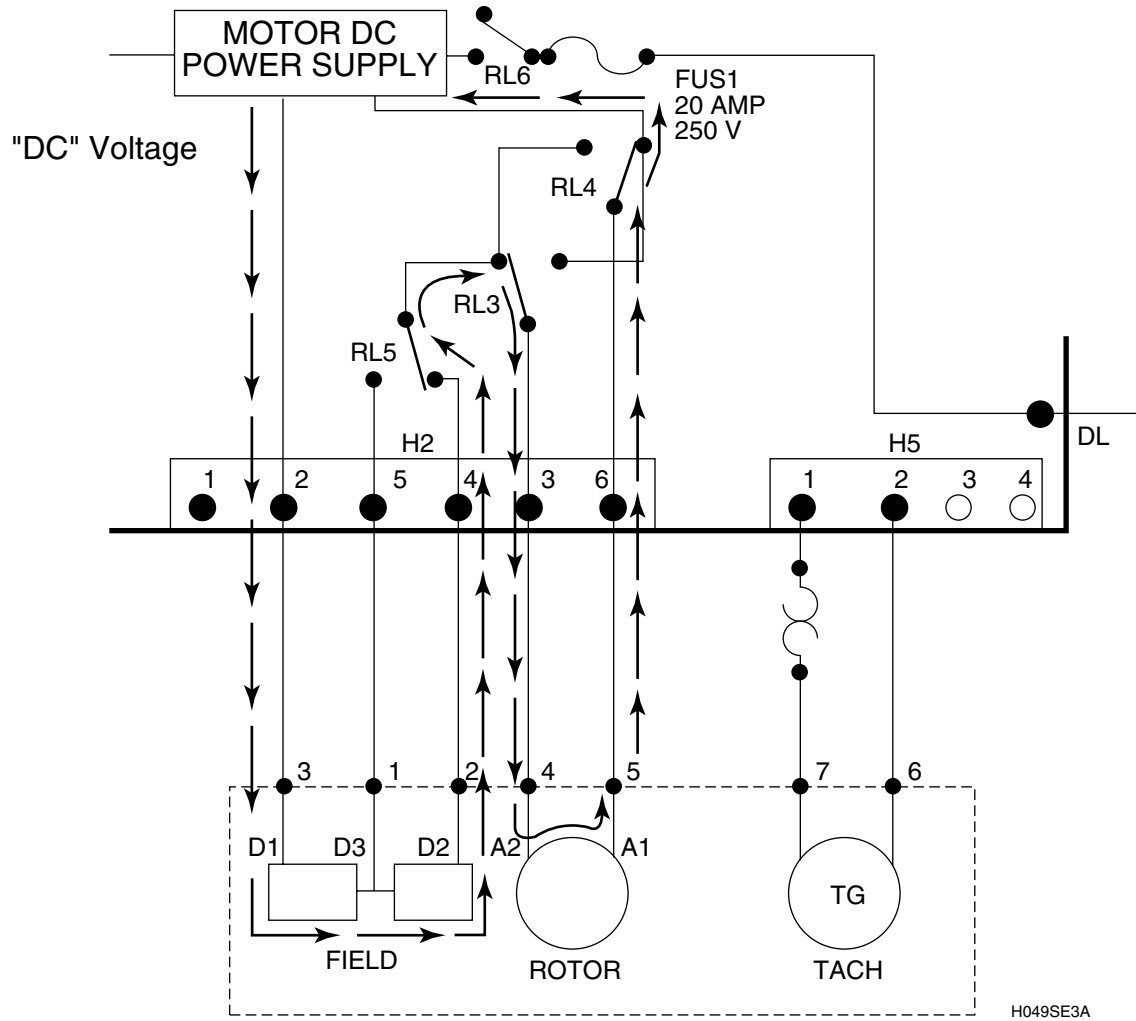 MOTOR DC
POWER SUPPLY
RL6
FUS1
20 AMP
250 V
"DC" Voltage
RL4
RL3
RL5
DL
H2
H5
1 2 5 4 3 6
1 2 3 4
3 1 2 4 5 7 6
D1 D3 D2 A2 A1
TG
FIELD
ROTOR
TACH
H049SE3A